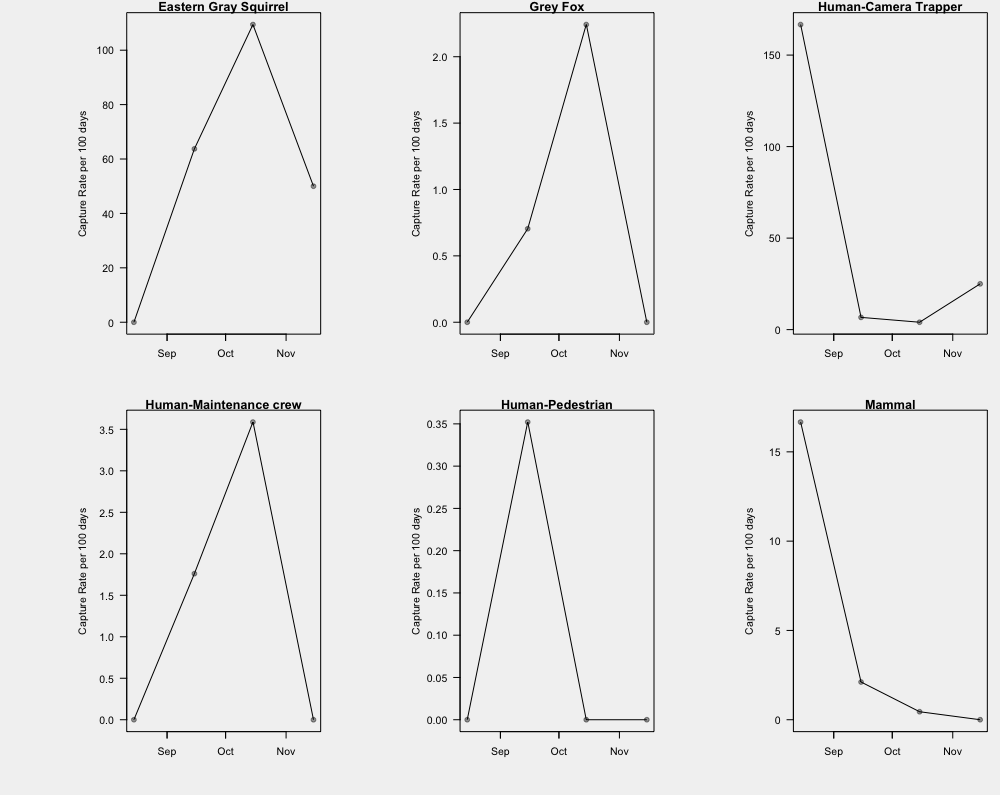 Eastern Gray Squirrel
Capture Rate per 100 days
100
80
60
40
20
0
Sep Oct Nov
Grey Fox
Capture Rate per 100 days
2.0
1.5
1.0
0.5
0.0
Sep Oct Nov
Human-Camera Trapper
Capture Rate per 100 days
150
100
50
0
Sep Oct Nov
Human-Maintenance crew
Capture Rate per 100 days
3.5
3.0
2.5
2.0
1.5
1.0
0.5
0.0
Sep Oct Nov
Human-Pedestrian
Capture Rate per 100 days
0.35
0.30
0.25
0.20
0.15
0.10
0.05
0.00
Sep Oct Nov
Mammal
Capture Rate per 100 days
15
10
5
0
Sep Oct Nov